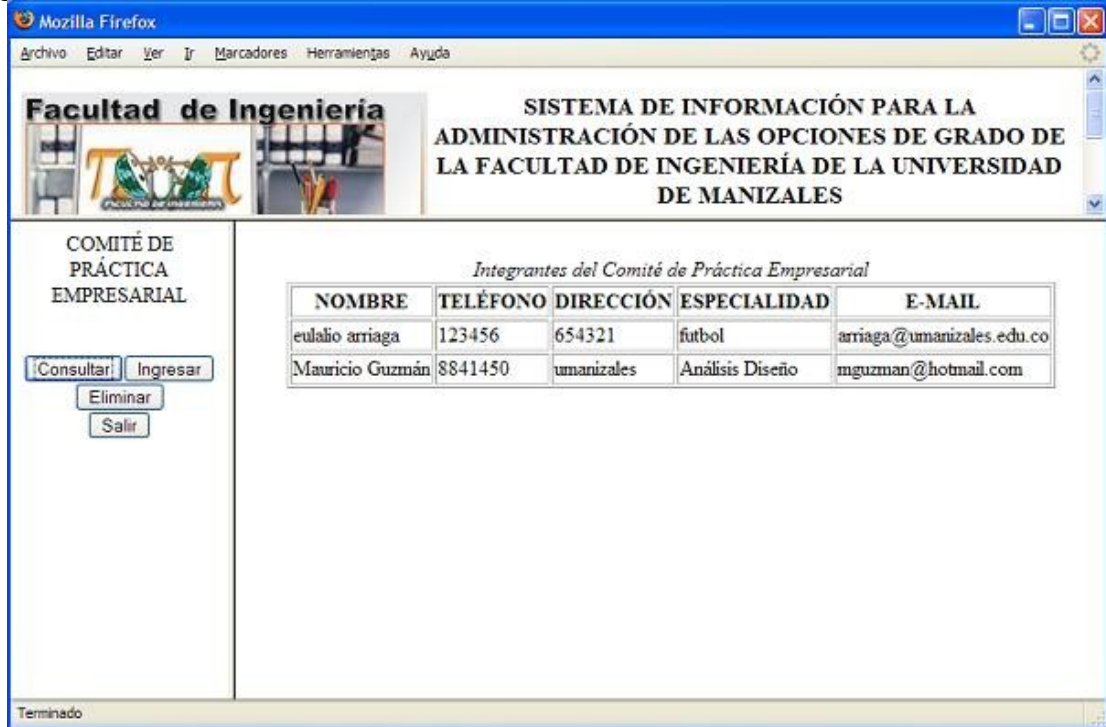 Mozilla Firefox
Archivo Editar Ver Ir Marcadores Herramientas Ayuda
Facultad de Ingeniería
FACULTAD DE INGENIERIA
SISTEMA DE INFORMACIÓN PARA LA
ADMINISTRACIÓN DE LAS OPCIONES DE GRADO DE
LA FACULTAD DE INGENIERÍA DE LA UNIVERSIDAD
DE MANIZALES
COMITÉ DE
PRÁCTICA
EMPRESARIAL
Consultar Ingresar
Eliminar
Salir
Integrantes del Comité de Práctica Empresarial
NOMBRE TELÉFONO DIRECCIÓN ESPECIALIDAD E-MAIL
eulalio arriaga 123456 654321 futbol arriaga@umanizales.edu.co
Mauricio Guzmán 8841450 umanizales Análisis Diseño mguzman@hotmail.com
Terminado